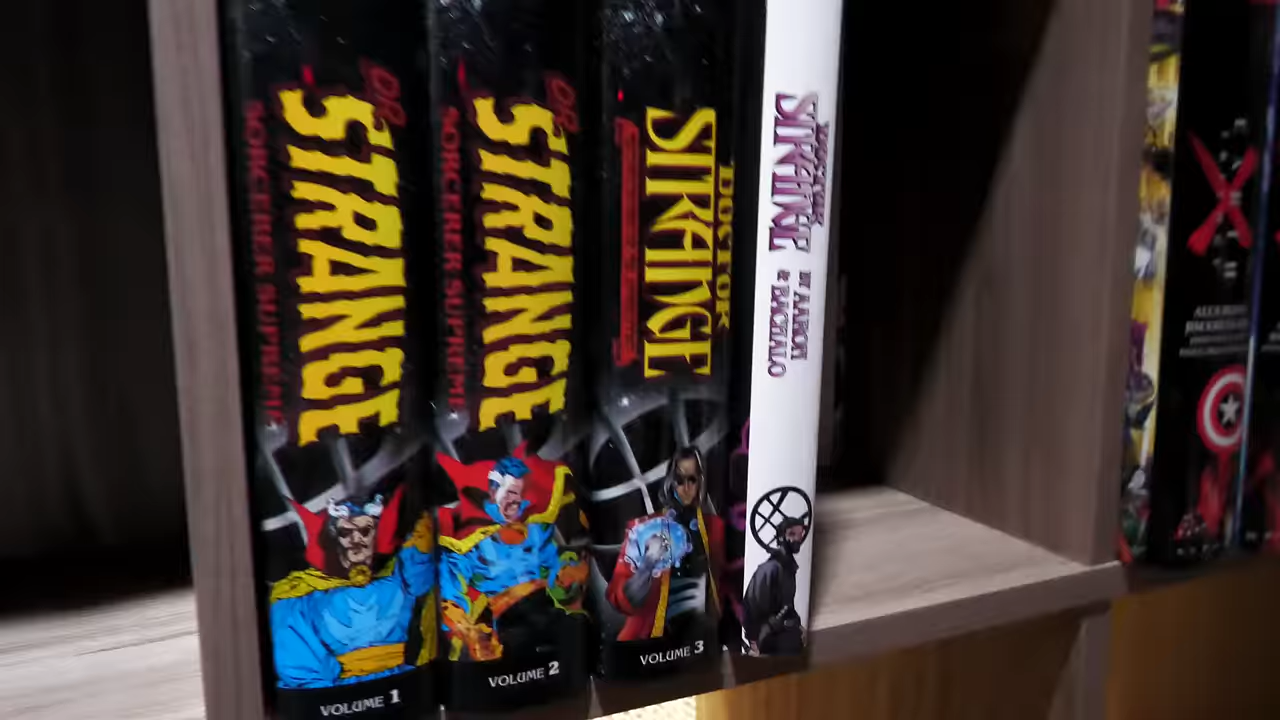 DR
STRANGE
SORCERER SUPREME
VOLUME 1
DR
STRANGE
SORCERER SUPREME
VOLUME 2
DOCTOR
STRANGE
VOLUME 3
DOCTOR
STRANGE
BY AARON
& BACHALO